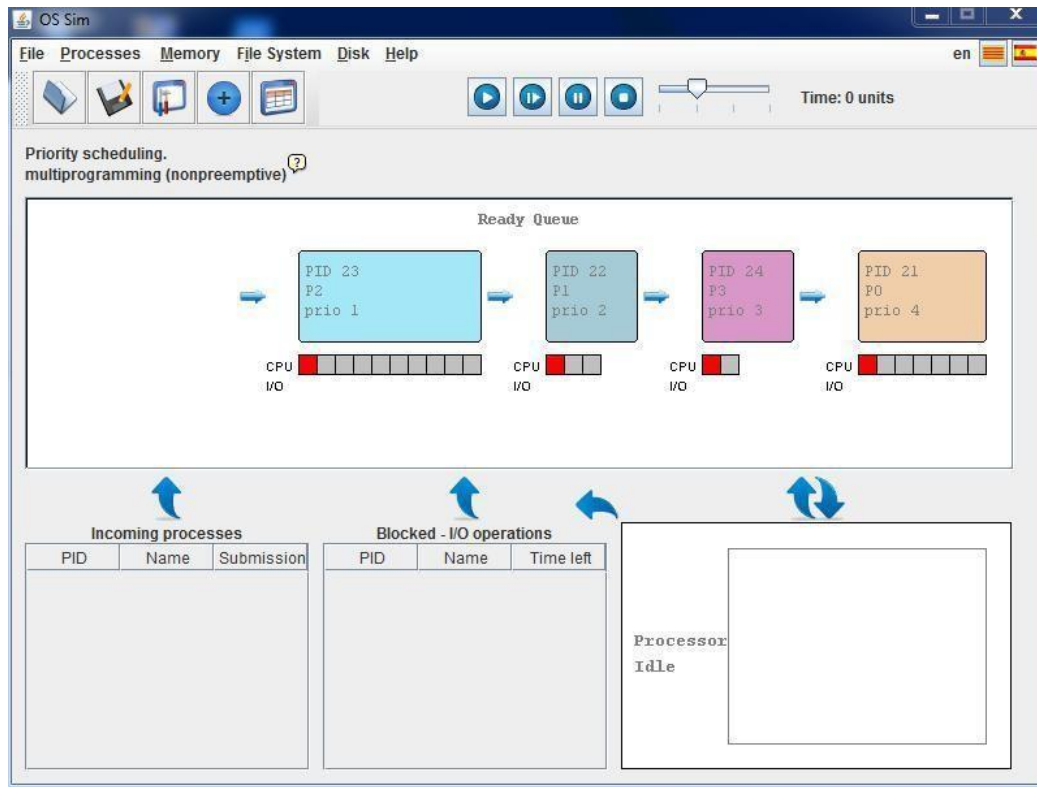 OS Sim
File Processes Memory File System Disk Help en
Time: 0 units
Priority scheduling.
multiprogramming (nonpreemptive) ?
Ready Queue
PID 23
P2
prio 1
PID 22
P1
prio 2
PID 24
P3
prio 3
PID 21
P0
prio 4
CPU
I/O
CPU
I/O
CPU
I/O
CPU
I/O
Incoming processes
PID Name Submission
Blocked - I/O operations
PID Name Time left
Processor
Idle